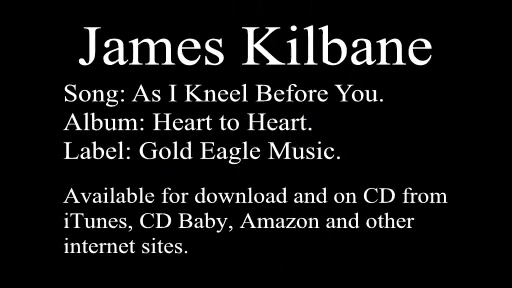 James Kilbane
Song: As I Kneel Before You.
Album: Heart to Heart.
Label: Gold Eagle Music.
Available for download and on CD from
iTunes, CD Baby, Amazon and other
internet sites.